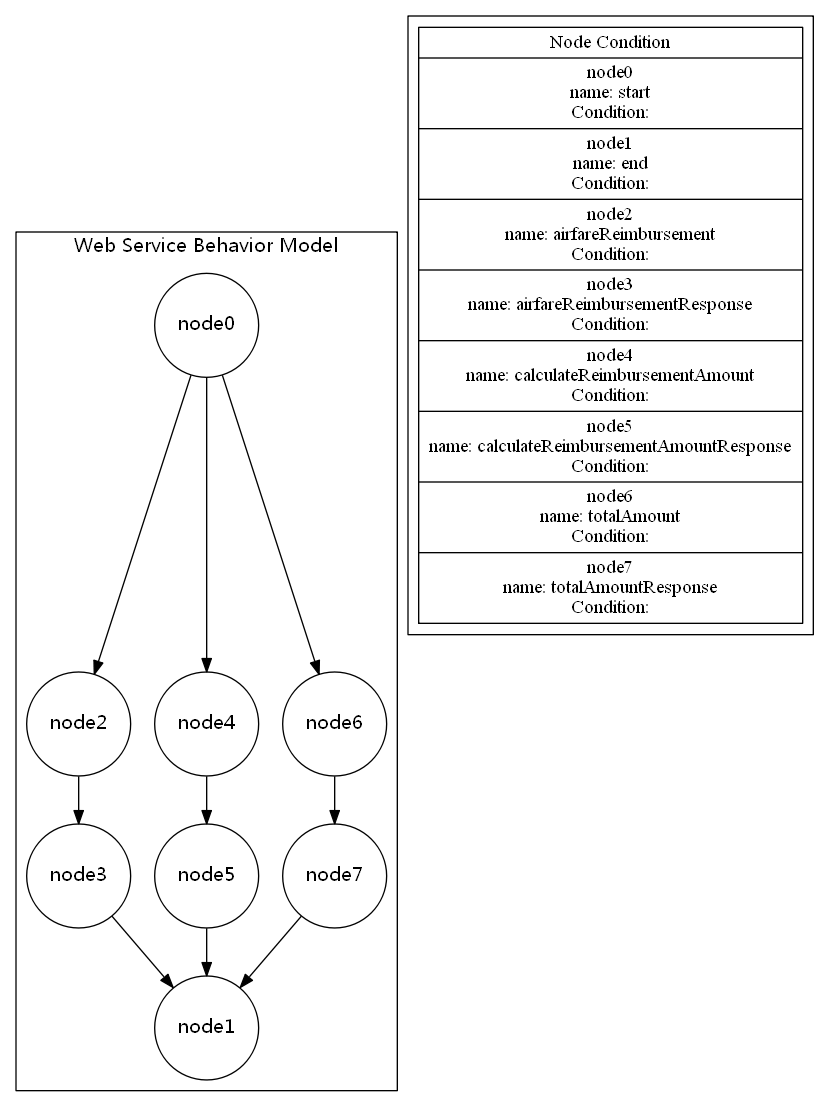 Web Service Behavior Model
node0
node2
node4
node6
node3
node5
node7
node1
Node Condition
node0
name: start
Condition:
node1
name: end
Condition:
node2
name: airfareReimbursement
Condition:
node3
name: airfareReimbursementResponse
Condition:
node4
name: calculateReimbursementAmount
Condition:
node5
name: calculateReimbursementAmountResponse
Condition:
node6
name: totalAmount
Condition:
node7
name: totalAmountResponse
Condition: